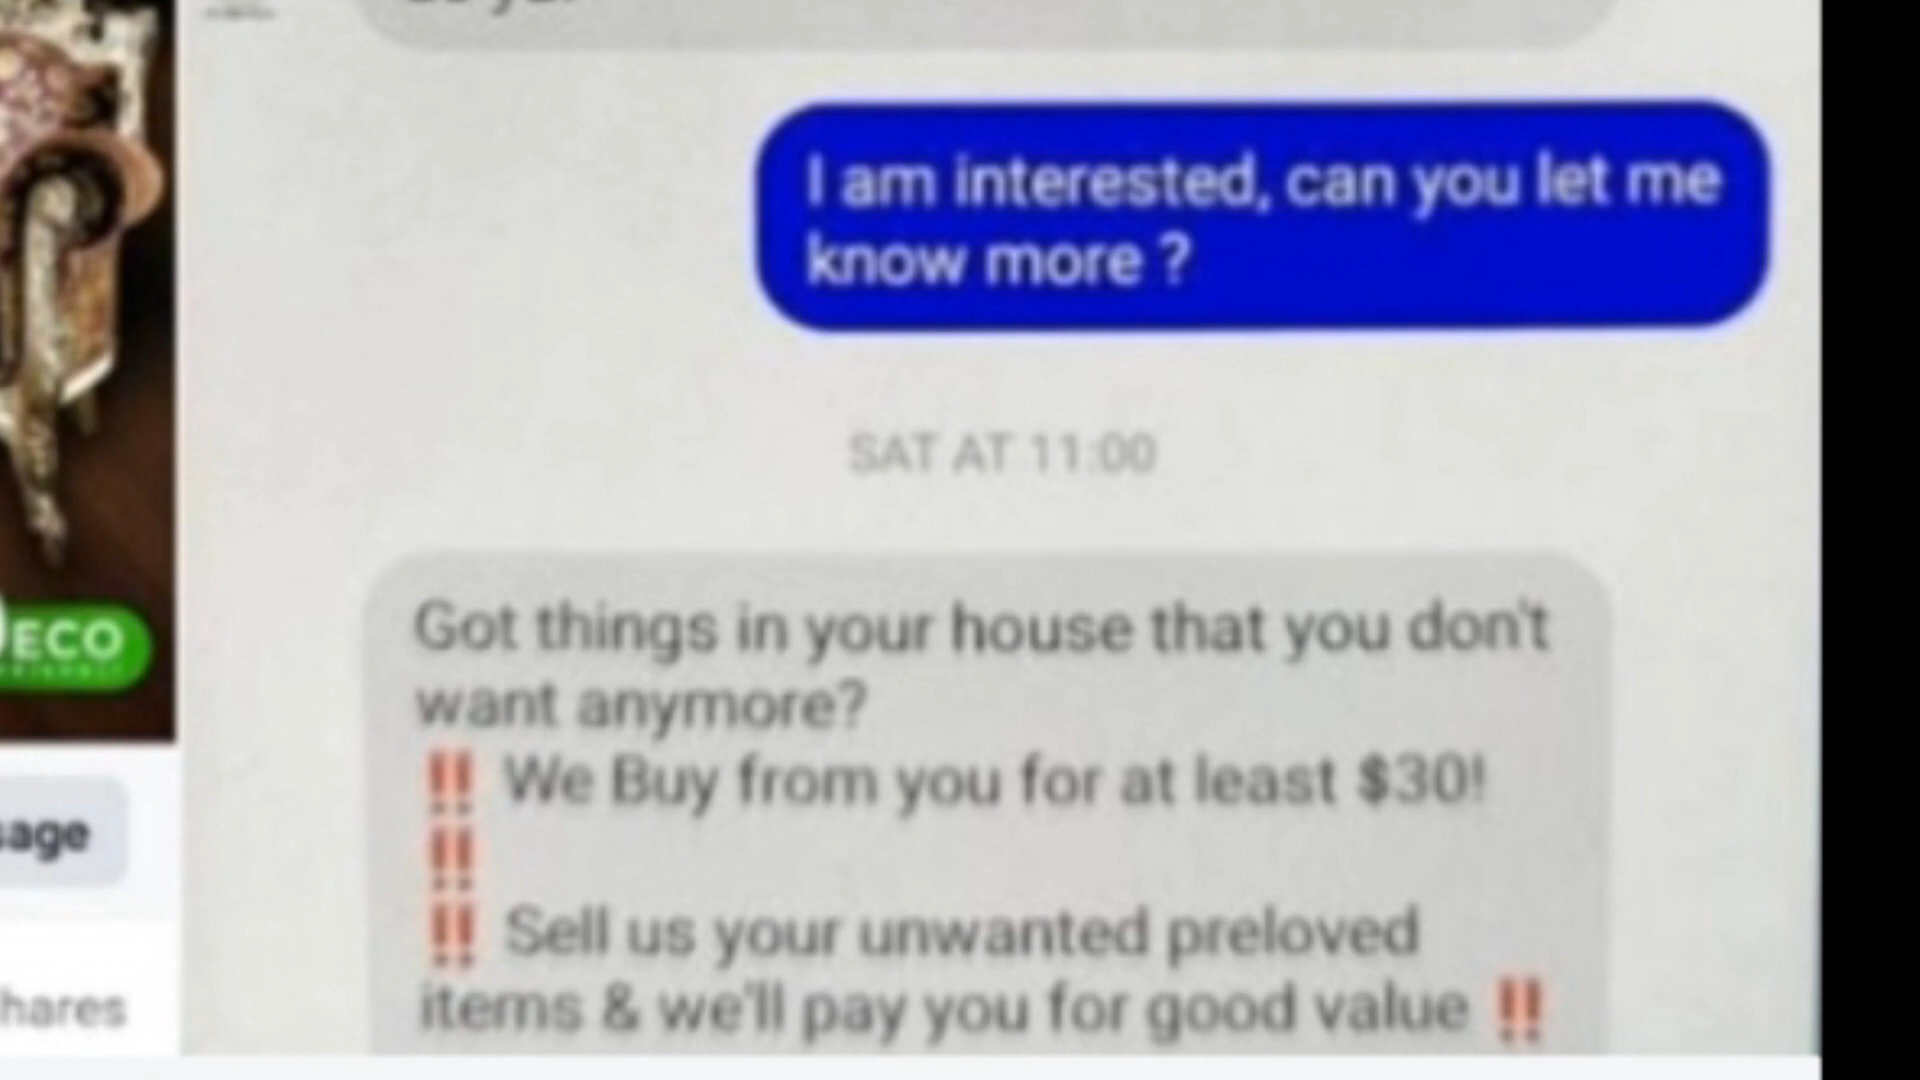 I am interested, can you let me
know more ?
SAT AT 11:00
Got things in your house that you don't
want anymore?
‼ We Buy from you for at least $30!
‼
‼ Sell us your unwanted preloved
items & we'll pay you for good value ‼
ECO